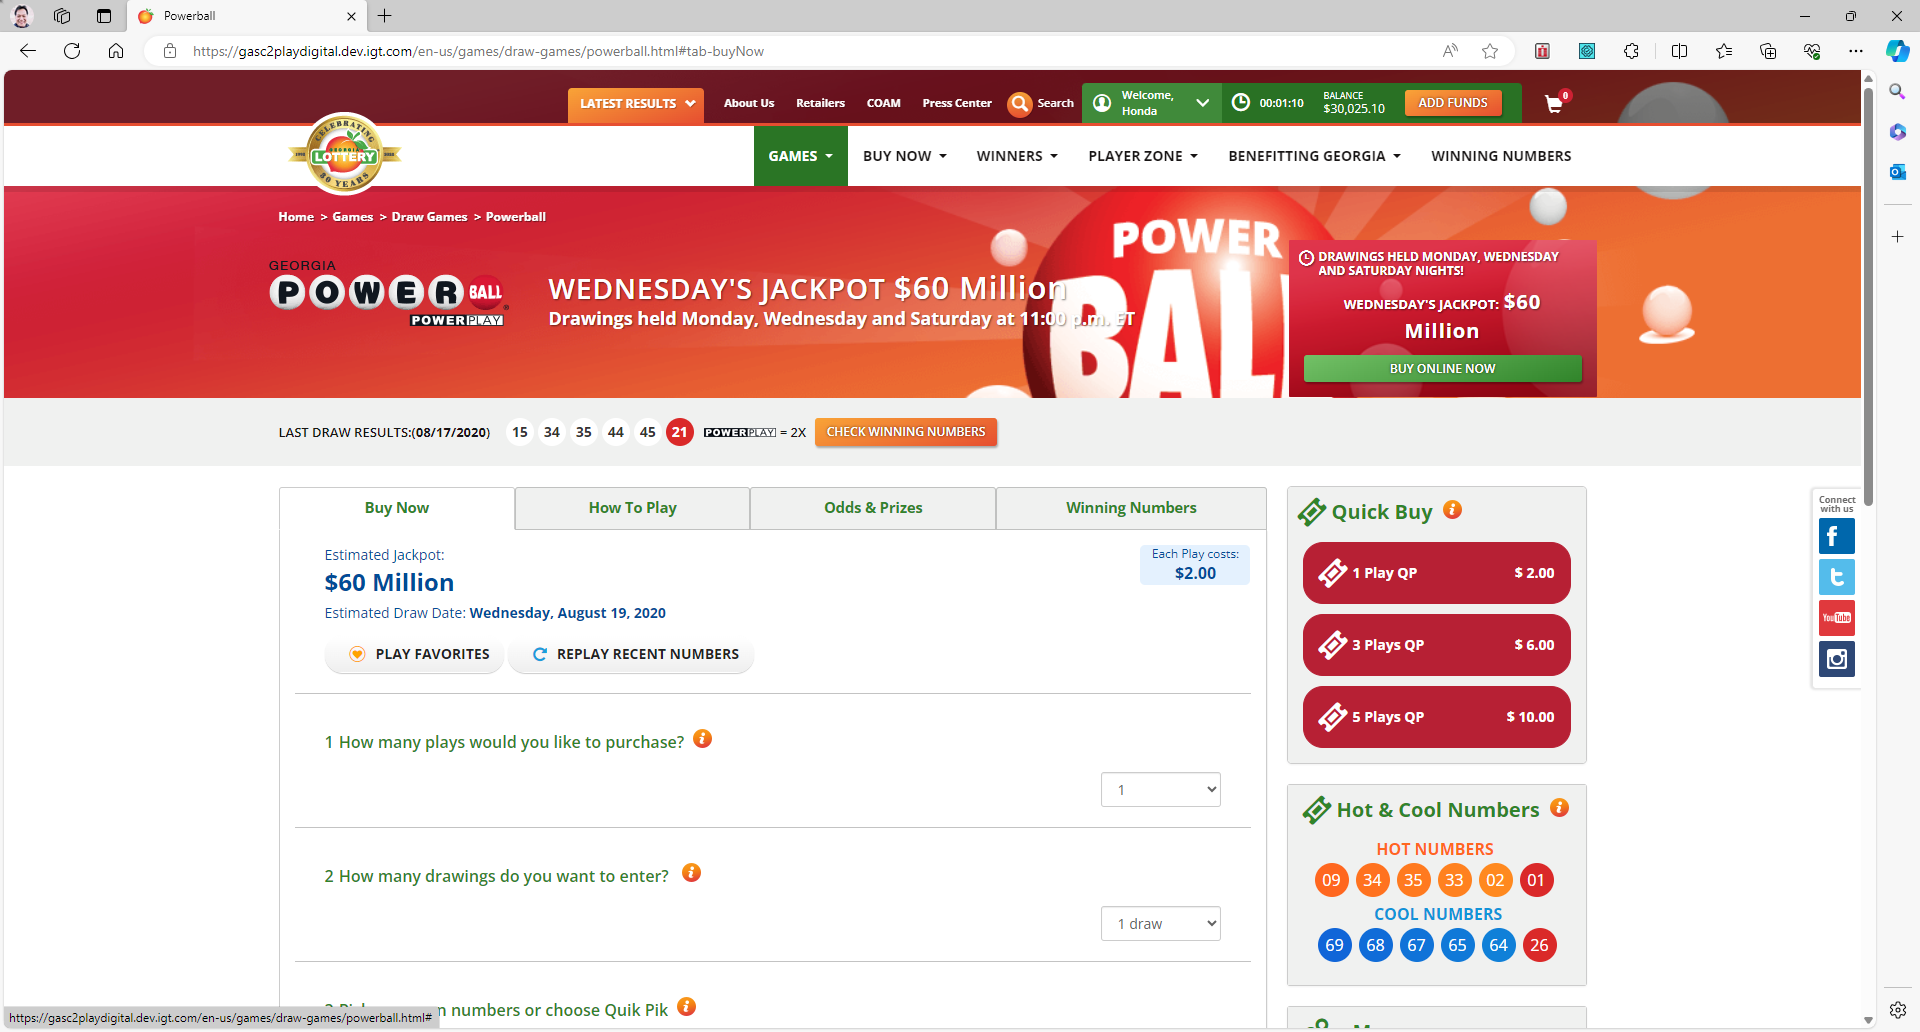 Powerball
https://gasc2playdigital.dev.igt.com/en-us/games/draw-games/powerball.html#tab-buyNow
LATEST RESULTS
About Us
Retailers
COAM
Press Center
Search
Welcome,
Honda
00:01:10
BALANCE
$30,025.10
ADD FUNDS
0
CELEBRATING
GEORGIA
LOTTERY
30 YEARS
GAMES
BUY NOW
WINNERS
PLAYER ZONE
BENEFITTING GEORGIA
WINNING NUMBERS
Home > Games > Draw Games > Powerball
GEORGIA
POWER BALL
POWERPLAY
WEDNESDAY'S JACKPOT $60 Million
Drawings held Monday, Wednesday and Saturday at 11:00 p.m. ET
POWER
BALL
DRAWINGS HELD MONDAY, WEDNESDAY
AND SATURDAY NIGHTS!
WEDNESDAY'S JACKPOT: $60
Million
BUY ONLINE NOW
LAST DRAW RESULTS:(08/17/2020) 15 34 35 44 45 21 POWERPLAY = 2X CHECK WINNING NUMBERS
Buy Now
How To Play
Odds & Prizes
Winning Numbers
Estimated Jackpot:
$60 Million
Estimated Draw Date: Wednesday, August 19, 2020
Each Play costs:
$2.00
PLAY FAVORITES
REPLAY RECENT NUMBERS
1 How many plays would you like to purchase?
1
2 How many drawings do you want to enter?
1 draw
n numbers or choose Quik Pik
Quick Buy
1 Play QP $ 2.00
3 Plays QP $ 6.00
5 Plays QP $ 10.00
Hot & Cool Numbers
HOT NUMBERS
09 34 35 33 02 01
COOL NUMBERS
69 68 67 65 64 26
Connect
with us
f
t
YouTube
https://gasc2playdigital.dev.igt.com/en-us/games/draw-games/powerball.html#